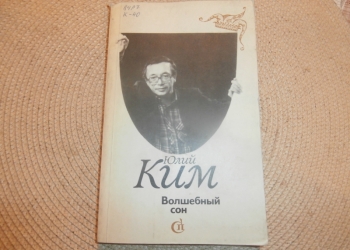 Юлий
Ким
Волшебный
сон